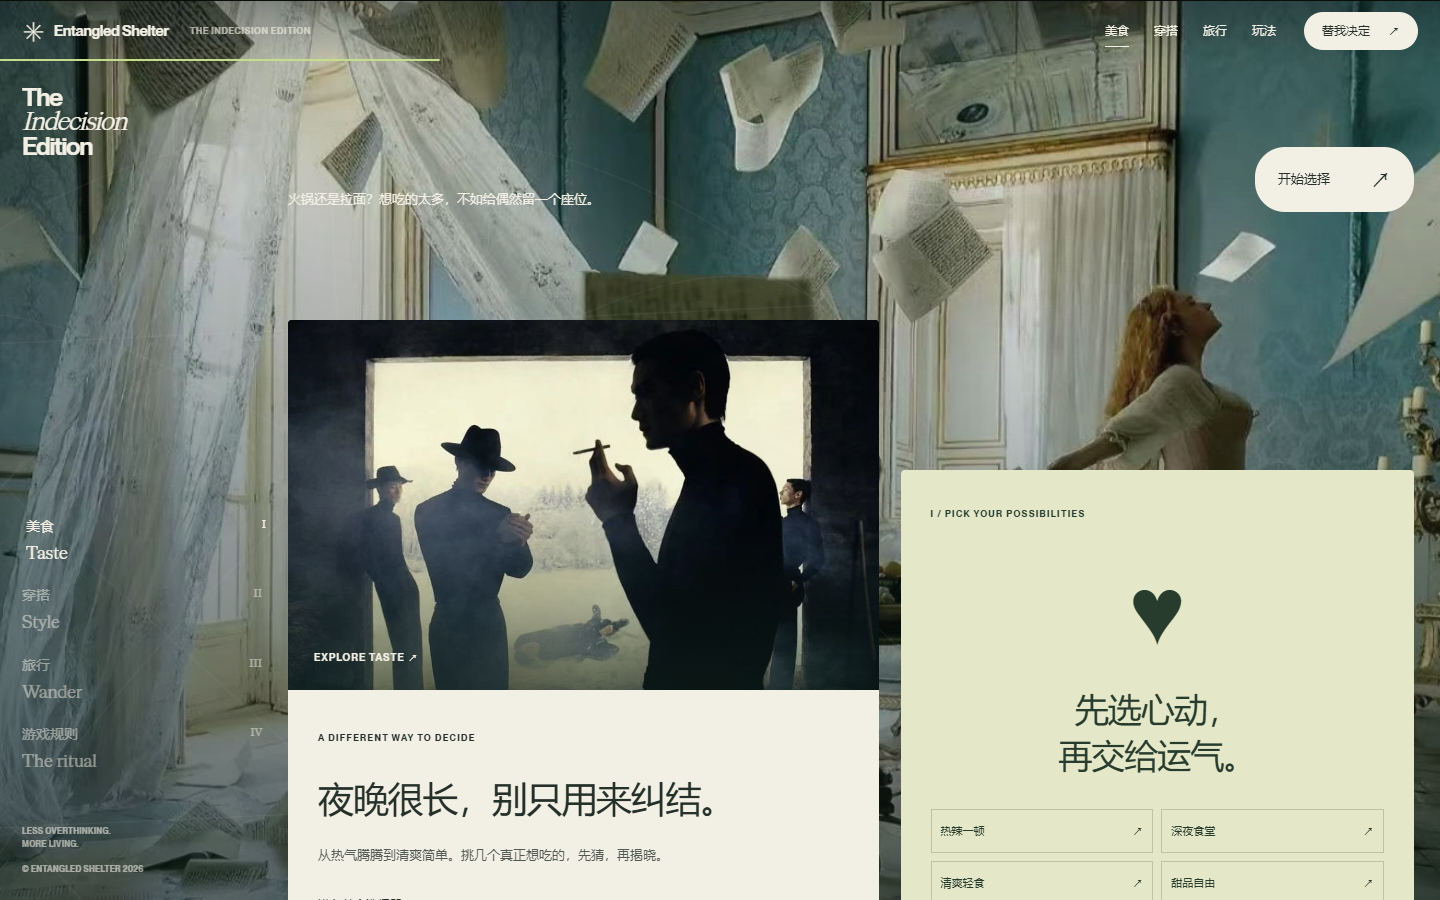 Entangled Shelter
THE INDECISION EDITION
美食
穿搭
旅行
玩法
替我决定 ↗
The
Indecision
Edition
火锅还是拉面？想吃的太多，不如给偶然留一个座位。
开始选择 ↗
美食 I
Taste
穿搭 II
Style
旅行 III
Wander
游戏规则 IV
The ritual
LESS OVERTHINKING.
MORE LIVING.
© ENTANGLED SHELTER 2026
EXPLORE TASTE ↗
A DIFFERENT WAY TO DECIDE
夜晚很长，别只用来纠结。
从热气腾腾到清爽简单。挑几个真正想吃的，先猜，再揭晓。
I / PICK YOUR POSSIBILITIES
先选心动，
再交给运气。
热辣一顿 ↗
深夜食堂 ↗
清爽轻食 ↗
甜品自由 ↗